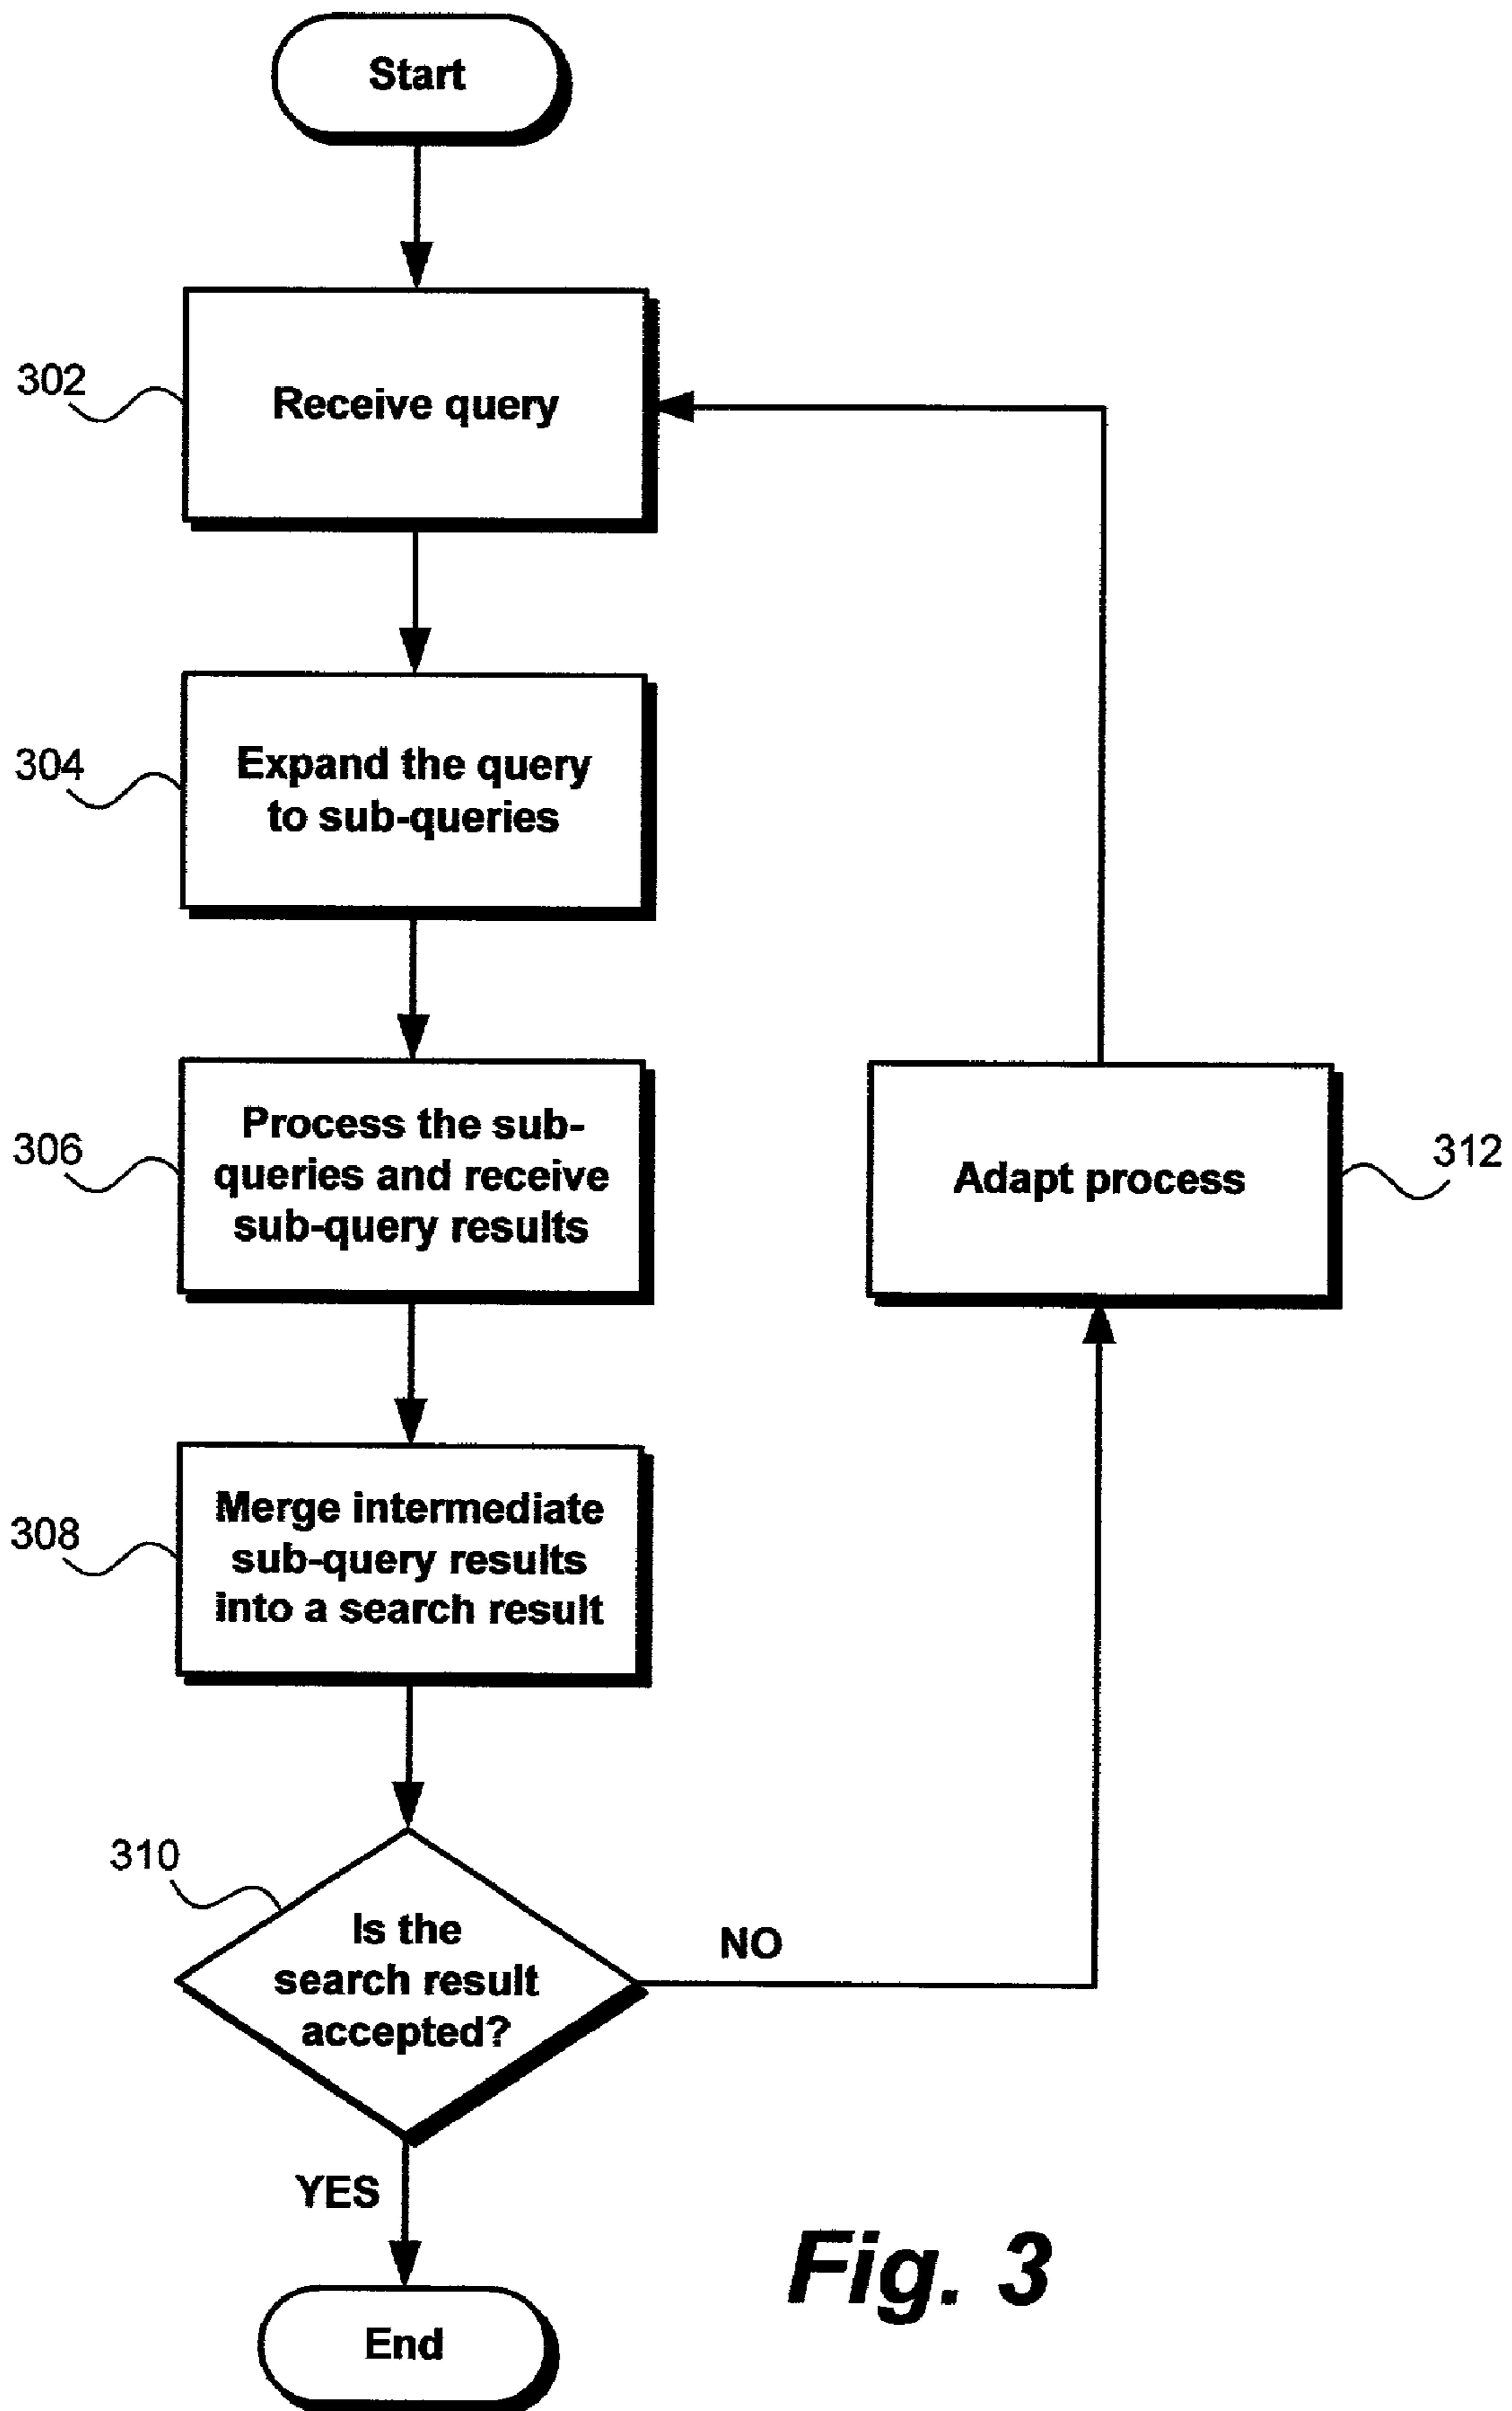 Start
302
Receive query
304
Expand the query
to sub-queries
306
Process the sub-
queries and receive
sub-query results
Adapt process
312
308
Merge intermediate
sub-query results
into a search result
310
Is the
search result
accepted?
NO
YES
End
Fig. 3